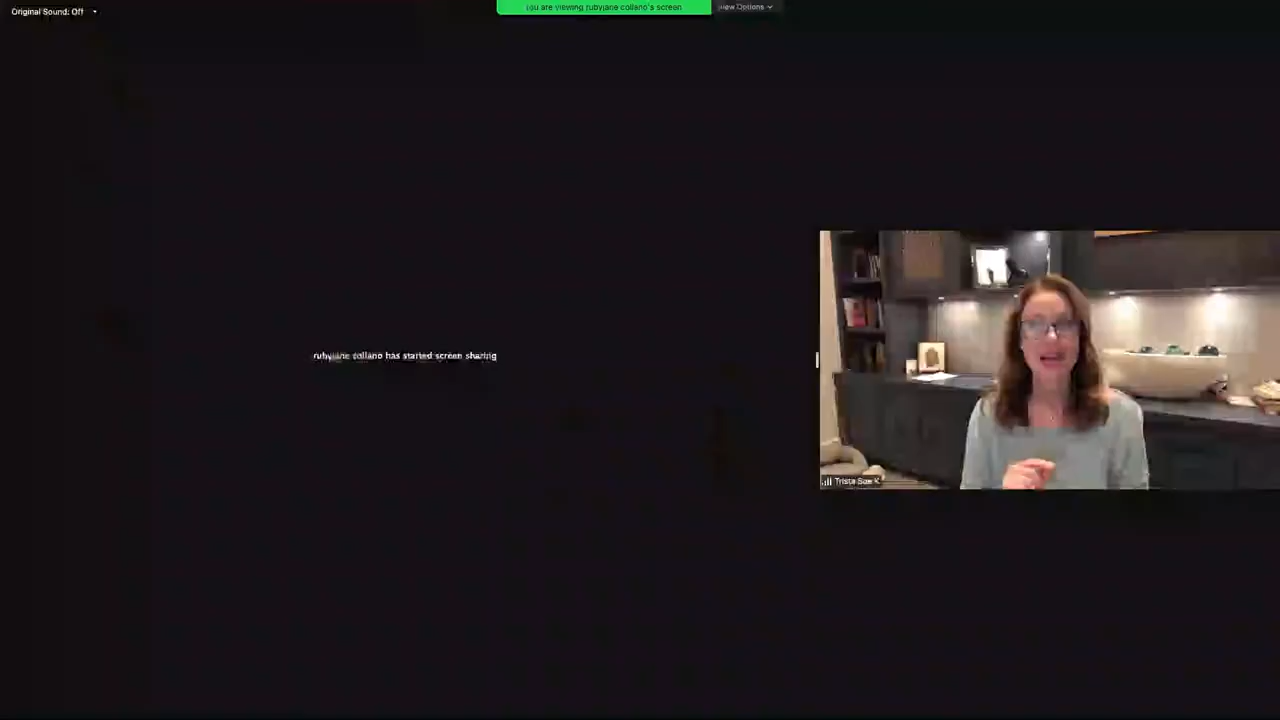 Original Sound: Off
You are viewing rubyjane collano's screen
View Options
rubyjane collano has started screen sharing
Trista Sue K